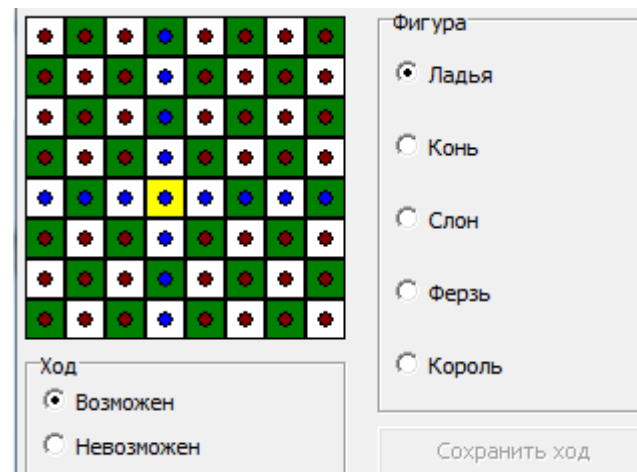 Фигура
Ладья
Конь
Слон
Ферзь
Король
Ход
Возможен
Невозможен
Сохранить ход